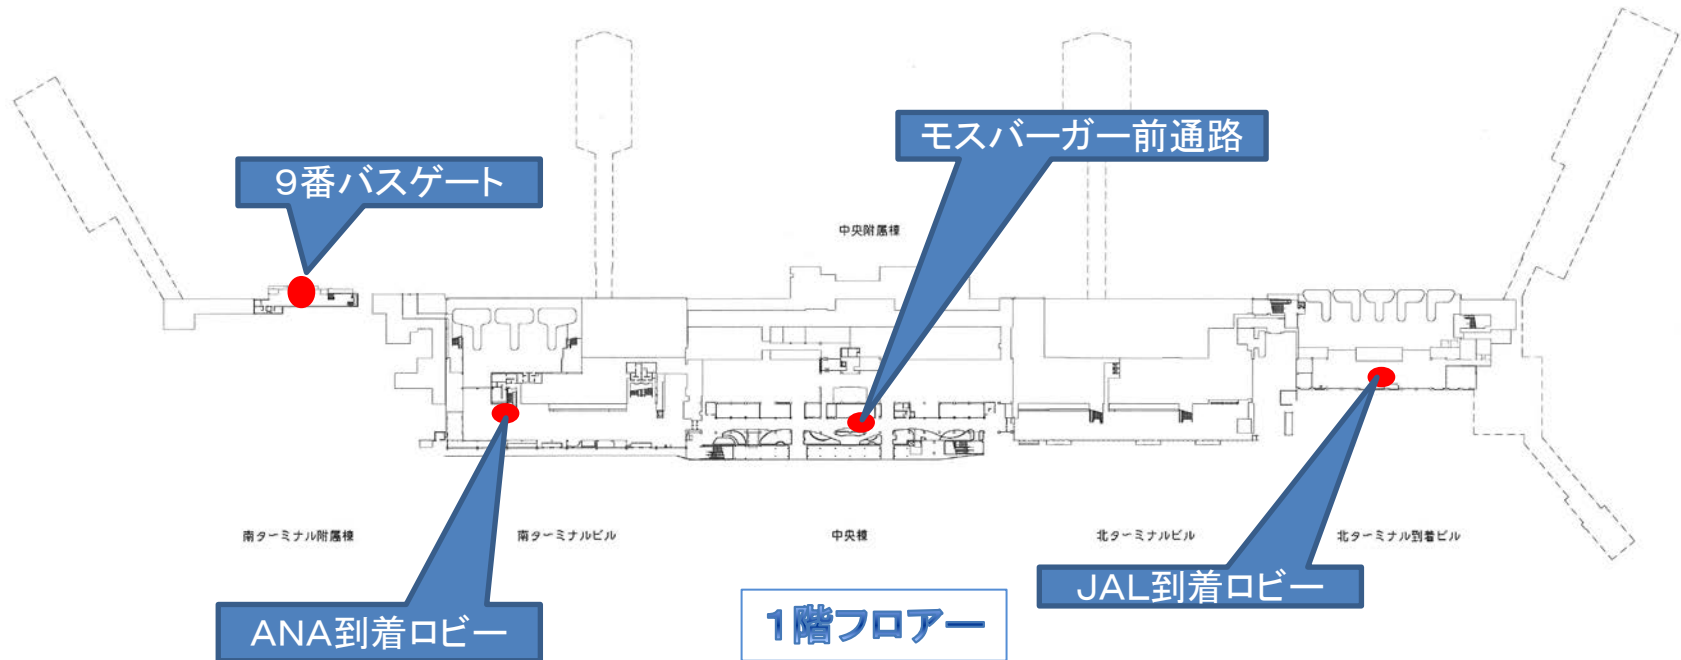 モスバーガー前通路
９番バスゲート
中央附属棟
南ターミナル附属棟
南ターミナルビル
中央棟
北ターミナルビル
北ターミナル到着ビル
JAL到着ロビー
ANA到着ロビー
１階フロアー